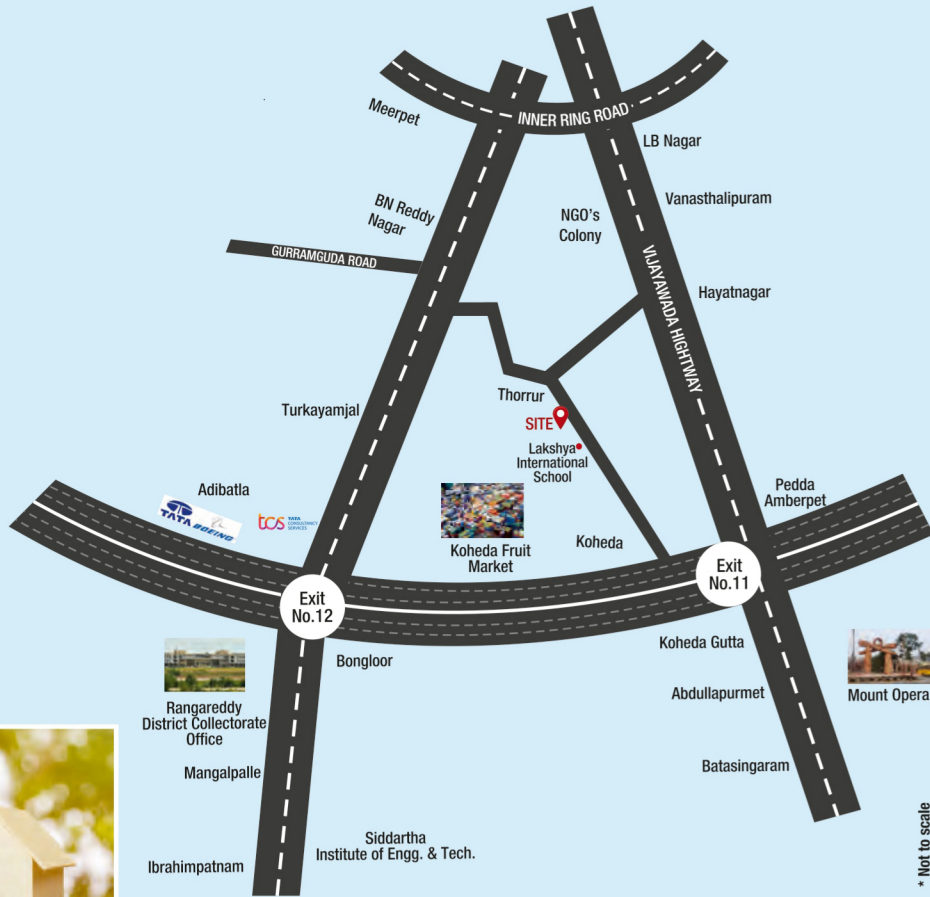 Meerpet
INNER RING ROAD
LB Nagar
Vanasthalipuram
BN Reddy
Nagar
NGO's
Colony
GURRAMGUDA ROAD
VIJAYAWADA HIGHTWAY
Hayatnagar
Thorrur
Turkayamjal
SITE
Lakshya
International
School
Adibatla
TATA
BOEING
tcs TATA
CONSULTANCY
SERVICES
Pedda
Amberpet
Koheda Fruit
Market
Koheda
Exit
No.12
Exit
No.11
Bongloor
Koheda Gutta
Rangareddy
District Collectorate
Office
Abdullapurmet
Mount Opera
Mangalpalle
Batasingaram
Siddartha
Institute of Engg. & Tech.
Ibrahimpatnam
* Not to scale